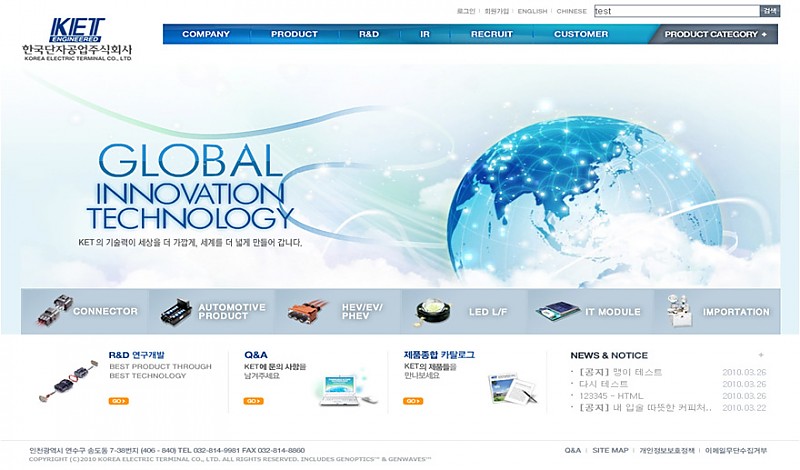 로그인 | 회원가입 | ENGLISH | CHINESE
test
검색
KET
ENGINEERED
한국단자공업주식회사
KOREA ELECTRIC TERMINAL CO., LTD.
COMPANY
PRODUCT
R&D
IR
RECRUIT
CUSTOMER
PRODUCT CATEGORY +
GLOBAL
INNOVATION
TECHNOLOGY
KET의 기술력이 세상을 더 가깝게, 세계를 더 넓게 만들어 갑니다.
CONNECTOR
AUTOMOTIVE
PRODUCT
HEV/EV/
PHEV
LED L/F
IT MODULE
IMPORTATION
R&D 연구개발
BEST PRODUCT THROUGH
BEST TECHNOLOGY
GO
Q&A
KET에 문의 사항을
남겨주세요
GO
제품종합 카탈로그
KET의 제품들을
만나보세요
GO
NEWS & NOTICE +
· [공지] 맹이 테스트 2010.03.26
· 다시 테스트 2010.03.26
· 123345 - HTML 2010.03.26
· [공지] 내 입술 따뜻한 커피처.. 2010.03.22
인천광역시 연수구 송도동 7-38번지 (406 - 840) TEL 032-814-9981 FAX 032-814-8860
COPYRIGHT (C)2010 KOREA ELECTRIC TERMINAL CO., LTD. ALL RIGHTS RESERVED. INCLUDES GENOPTICS™ & GENWAVES™
Q&A | SITE MAP | 개인정보보호정책 | 이메일무단수집거부